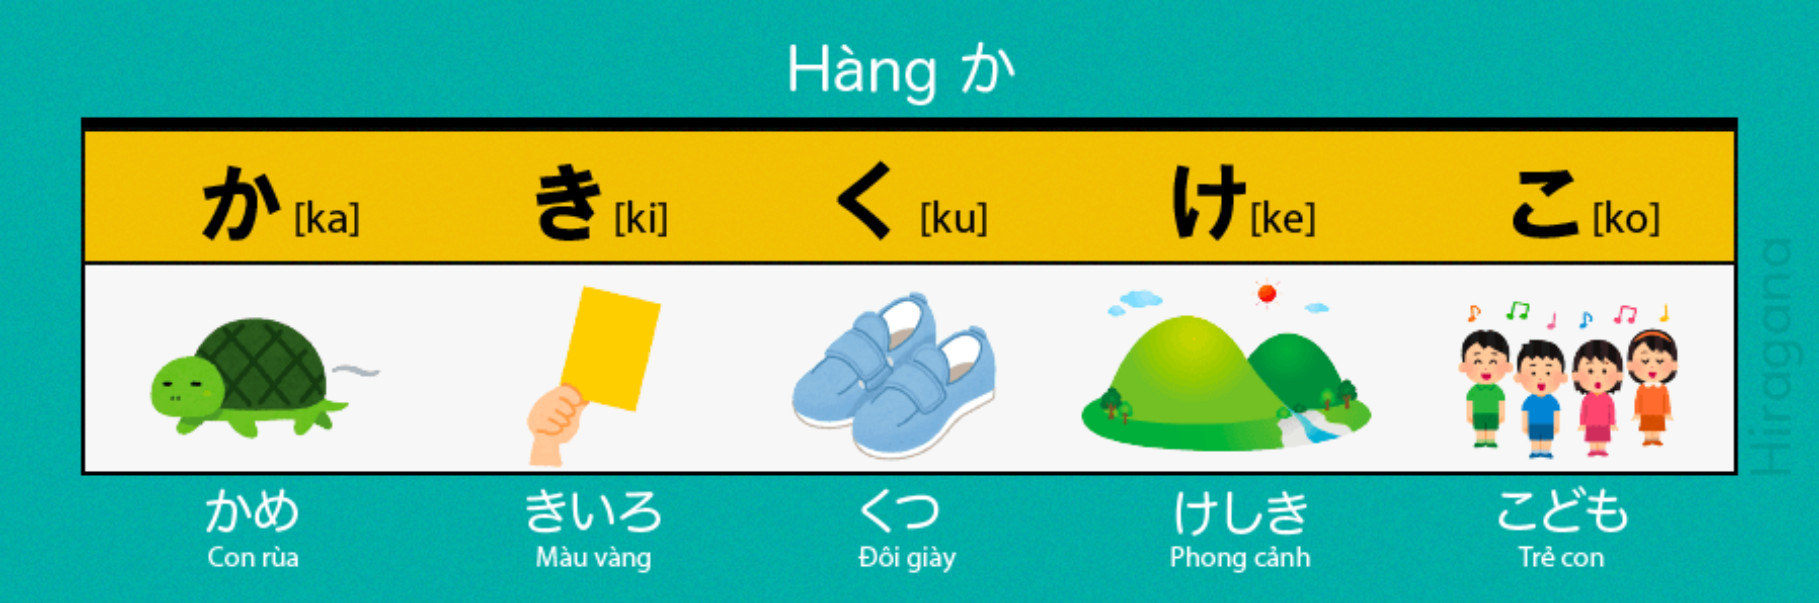 Hàng か
か [ka] き [ki] く [ku] け [ke] こ [ko]
かめ きいろ くつ けしき こども
Con rùa Màu vàng Đôi giày Phong cảnh Trẻ con
Hiragana